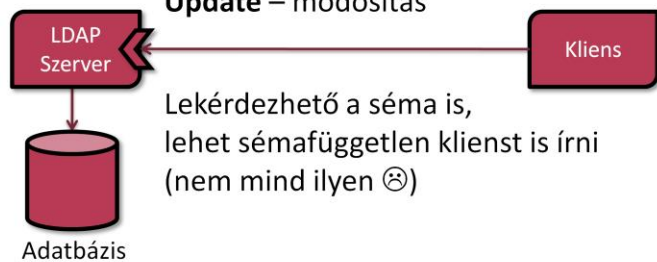 Update – módosítás
LDAP
Szerver
Kliens
Lekérdezhető a séma is,
lehet sémafüggetlen klienst is írni
(nem mind ilyen ☹)
Adatbázis